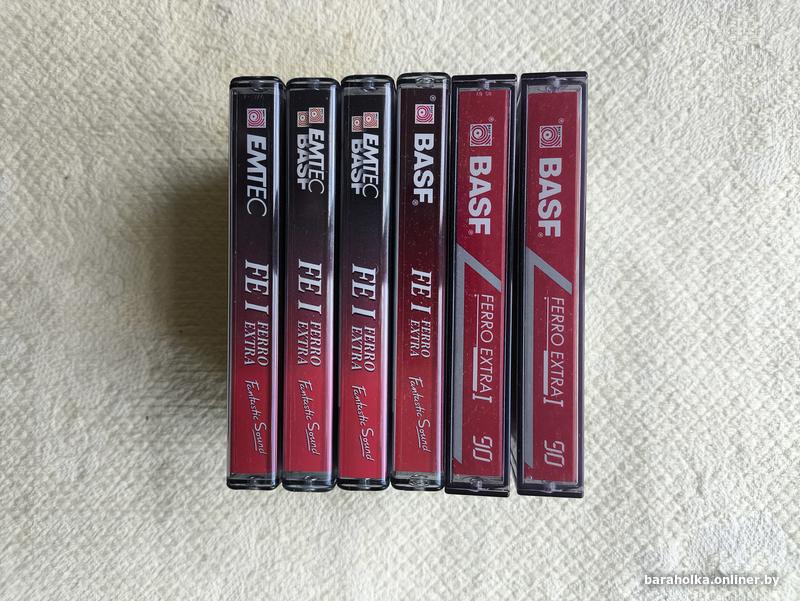 EMTEC
FE I
FERRO
EXTRA
Fantastic Sound
EMTEC
BASF
FE I
FERRO
EXTRA
Fantastic Sound
EMTEC
BASF
FE I
FERRO
EXTRA
Fantastic Sound
BASF®
FE I
FERRO
EXTRA
Fantastic Sound
BASF®
FERRO EXTRA I
90
BASF®
FERRO EXTRA I
90
baraholka.onliner.by